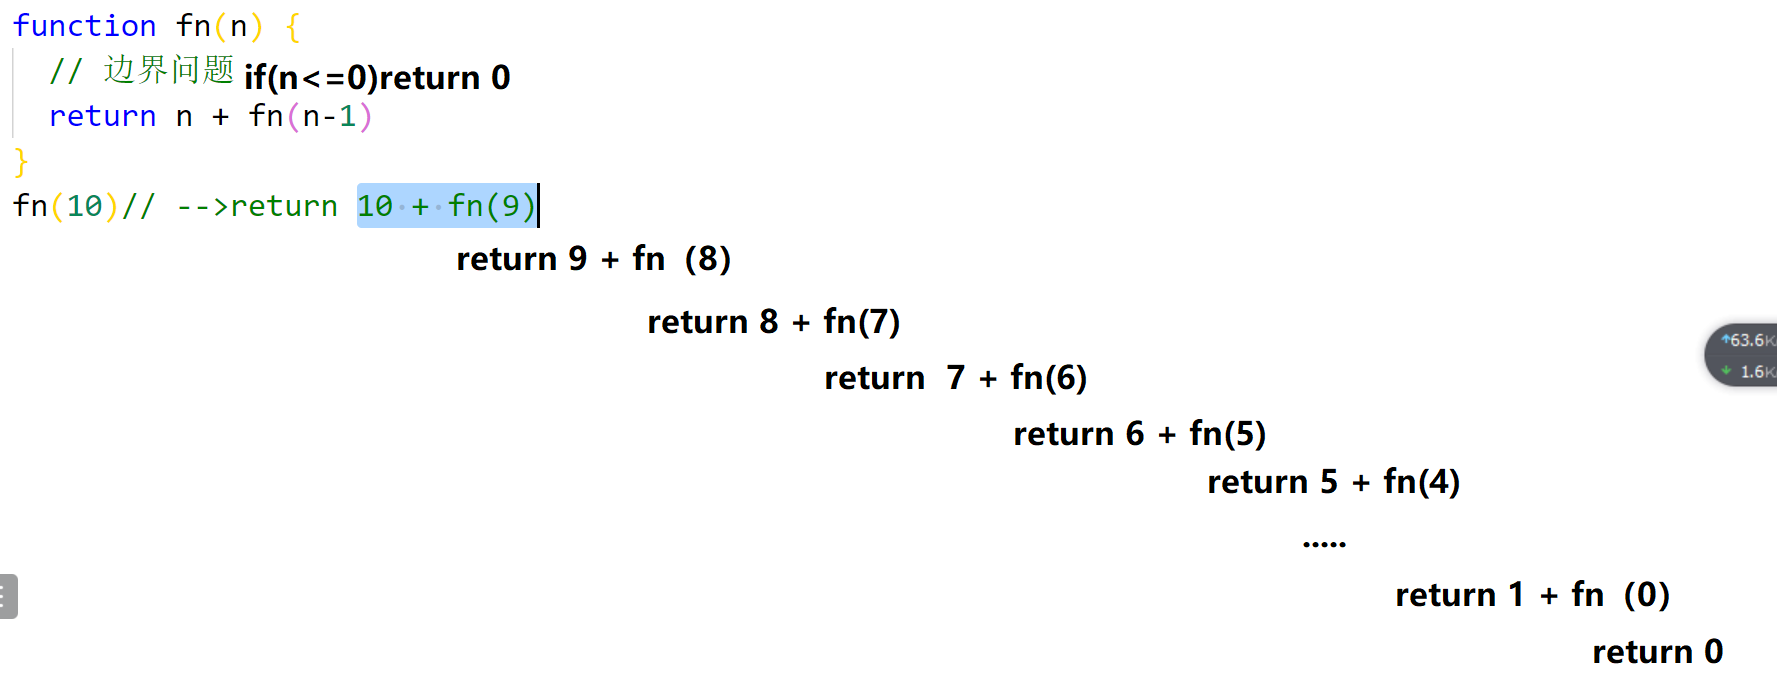 function fn(n) {
// 边界问题 if(n<=0)return 0
return n + fn(n-1)
}
fn(10)// -->return 10 + fn(9)
return 9 + fn (8)
return 8 + fn(7)
↑63.6K
return 7 + fn(6)
↓ 1.6K
return 6 + fn(5)
return 5 + fn(4)
.....
return 1 + fn (0)
return 0